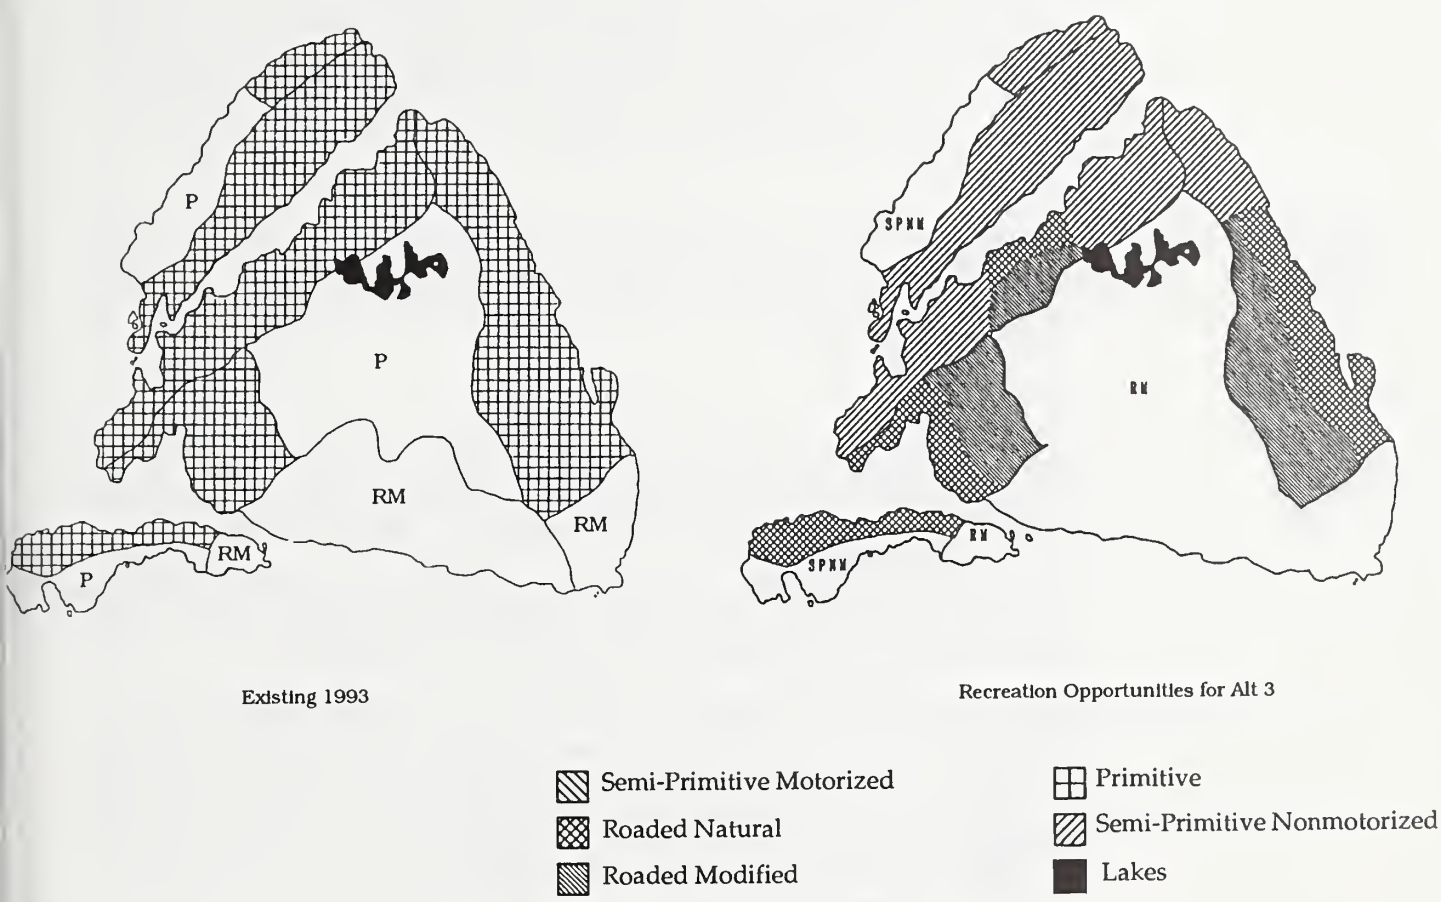 P
P
RM
RM
RM
P
Existing 1993
SPNM
RM
RM
SPNM
Recreation Opportunities for Alt 3
Semi-Primitive Motorized
Roaded Natural
Roaded Modified
Primitive
Semi-Primitive Nonmotorized
Lakes